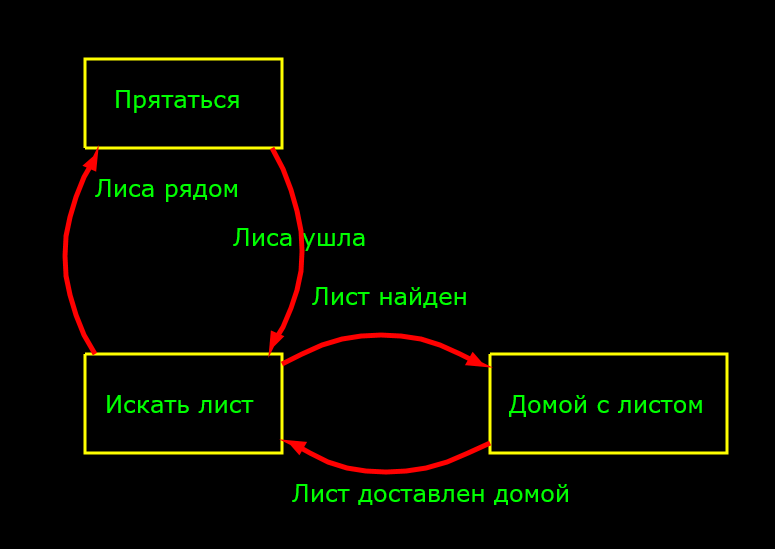 Прятаться
Лиса рядом
Лиса ушла
Лист найден
Искать лист
Домой с листом
Лист доставлен домой